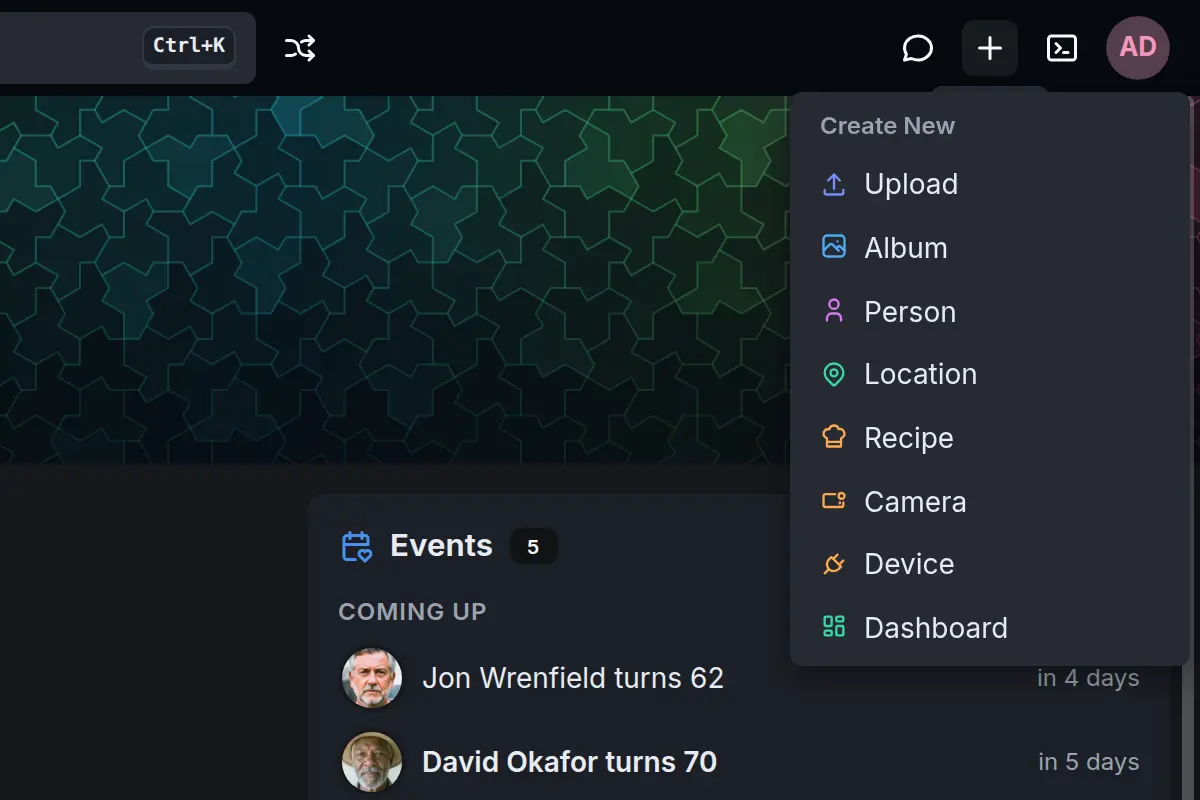 Ctrl+K
AD
Create New
Upload
Album
Person
Location
Recipe
Camera
Device
Dashboard
Events 5
COMING UP
Jon Wrenfield turns 62 in 4 days
David Okafor turns 70 in 5 days